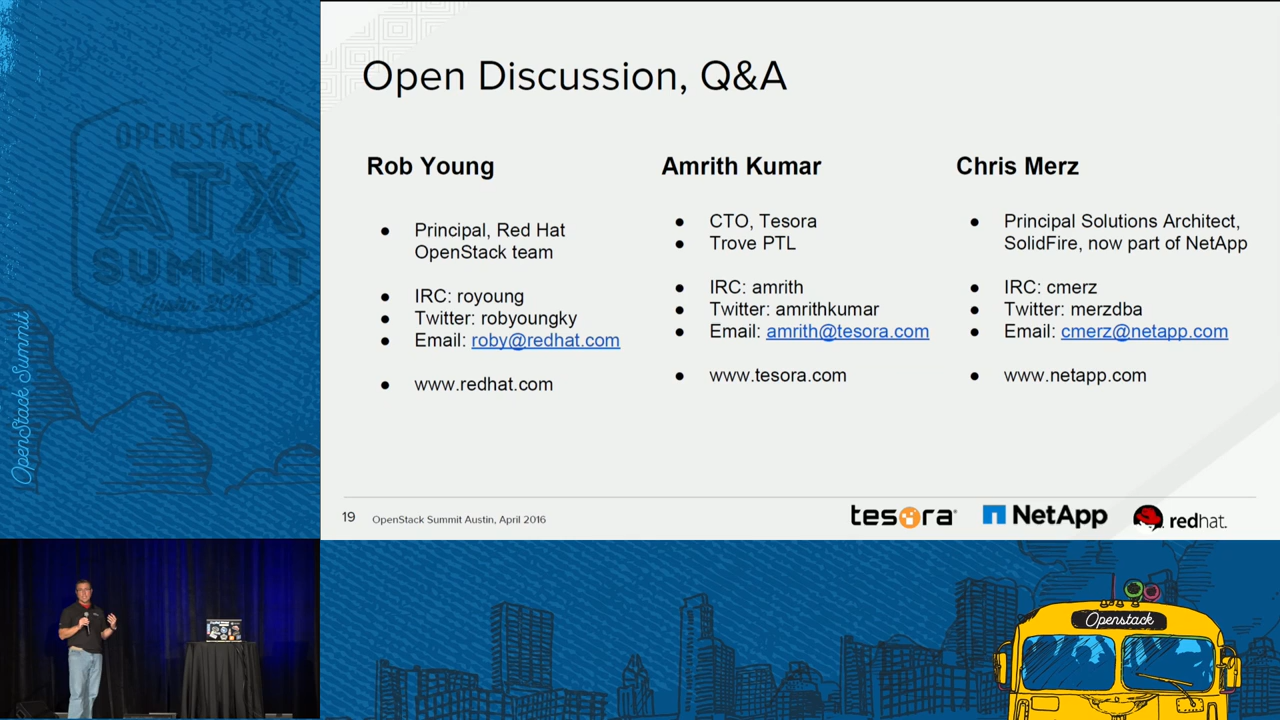 OPENSTACK
ATX
SUMMIT
Austin, 2016
OpenStack Summit
Open Discussion, Q&A
Rob Young
● Principal, Red Hat
OpenStack team
● IRC: royoung
● Twitter: robyoungky
● Email: roby@redhat.com
● www.redhat.com
Amrith Kumar
● CTO, Tesora
● Trove PTL
● IRC: amrith
● Twitter: amrithkumar
● Email: amrith@tesora.com
● www.tesora.com
Chris Merz
● Principal Solutions Architect,
SolidFire, now part of NetApp
● IRC: cmerz
● Twitter: merzdba
● Email: cmerz@netapp.com
● www.netapp.com
19 OpenStack Summit Austin, April 2016
tesora
NetApp
redhat.
Openstack